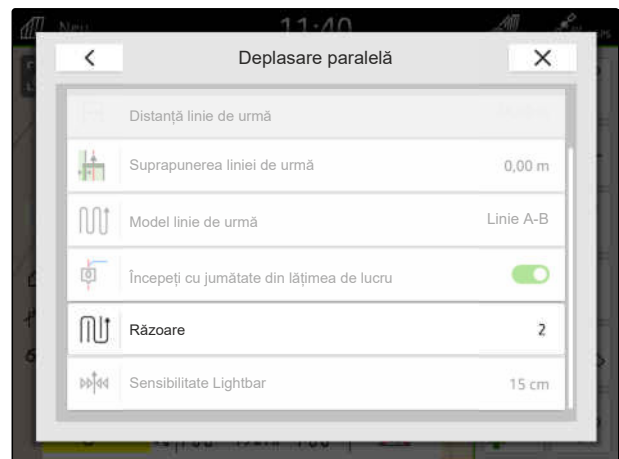 Neu 11:40
Deplasare paralelă
Distanță linie de urmă
Suprapunerea liniei de urmă 0,00 m
Model linie de urmă Linie A-B
Începeți cu jumătate din lățimea de lucru
Răzoare 2
Sensibilitate Lightbar 15 cm